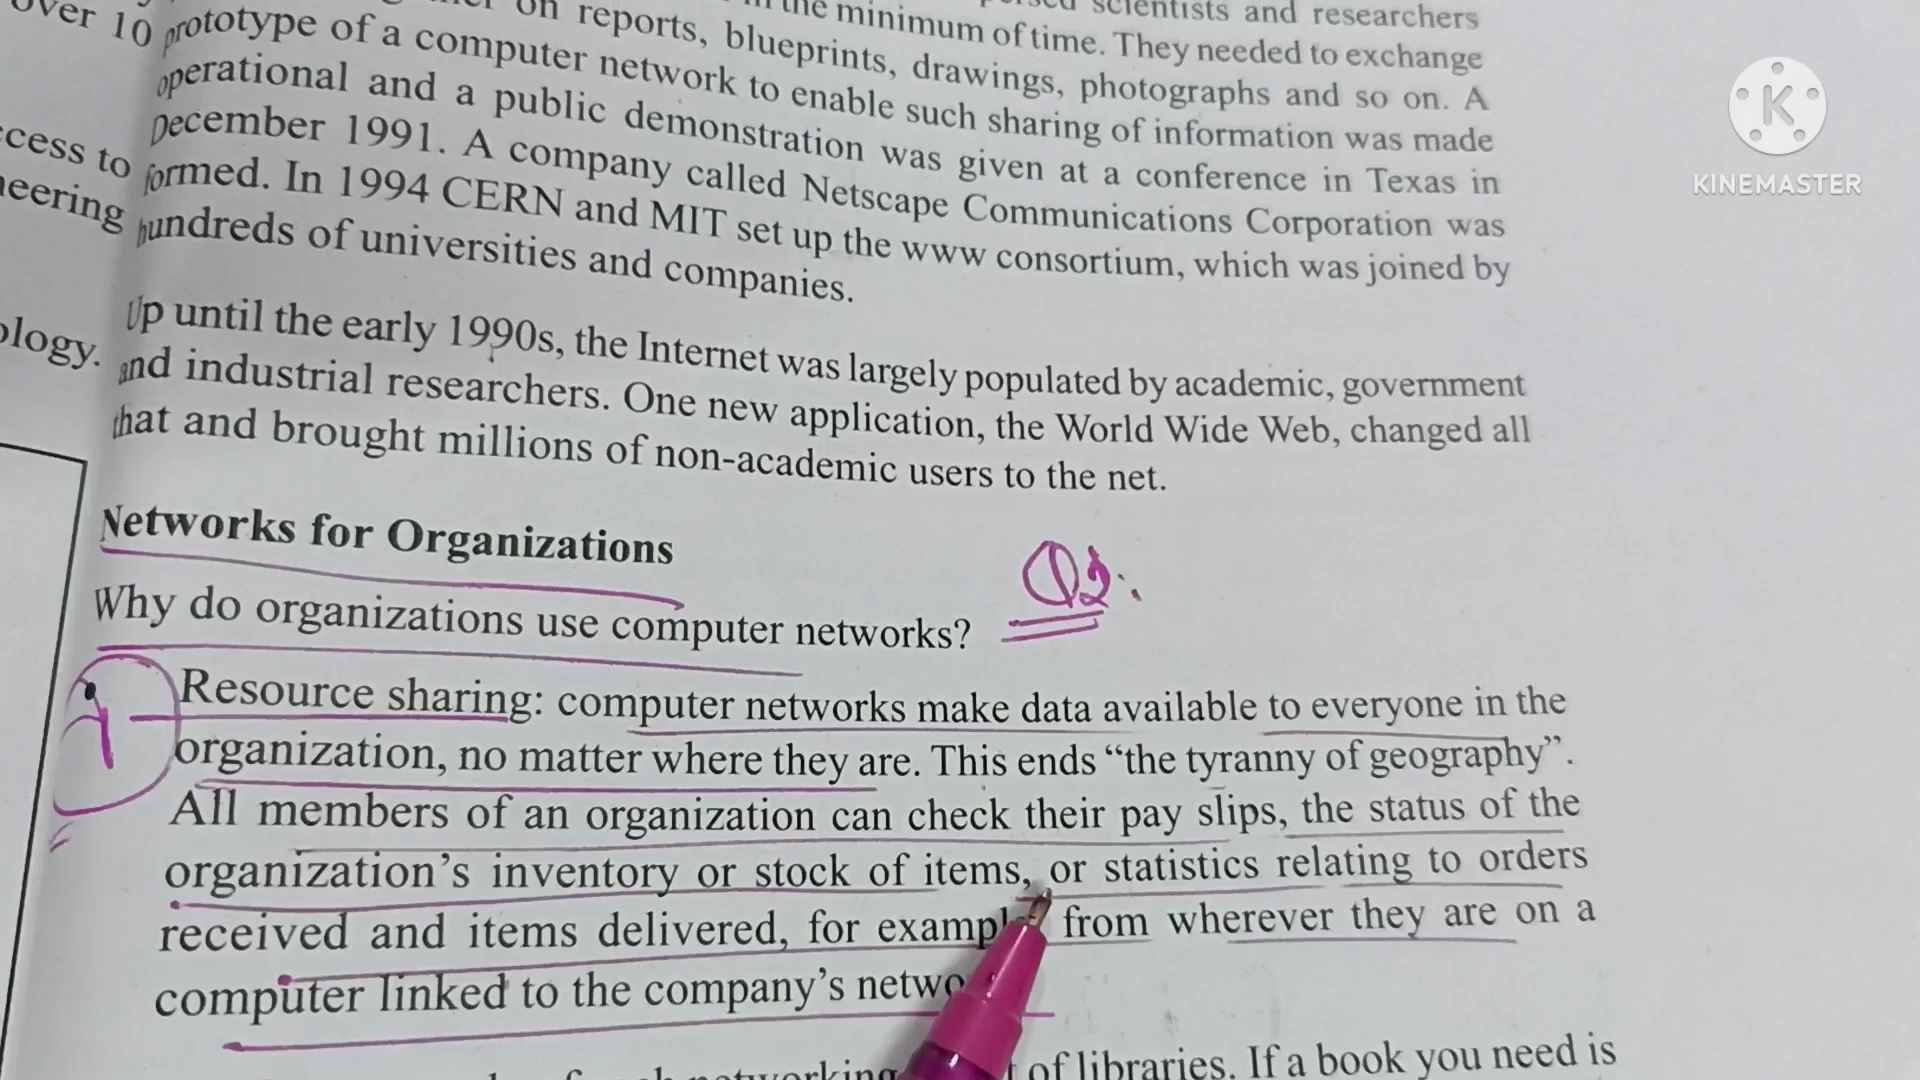 scientists and researchers
the minimum of time. They needed to exchange
on reports, blueprints, drawings, photographs and so on. A
over 10
prototype of a computer network to enable such sharing of information was made
operational and a public demonstration was given at a conference in Texas in
December 1991. A company called Netscape Communications Corporation was
to
formed. In 1994 CERN and MIT set up the www consortium, which was joined by
hundreds of universities and companies.
Up until the early 1990s, the Internet was largely populated by academic, government
and industrial researchers. One new application, the World Wide Web, changed all
that and brought millions of non-academic users to the net.
Networks for Organizations
Q2:
Why do organizations use computer networks?
Resource sharing: computer networks make data available to everyone in the
organization, no matter where they are. This ends “the tyranny of geography”.
All members of an organization can check their pay slips, the status of the
organization’s inventory or stock of items, or statistics relating to orders
received and items delivered, for example from wherever they are on a
computer linked to the company’s netwo
of libraries. If a book you need is
KINEMASTER